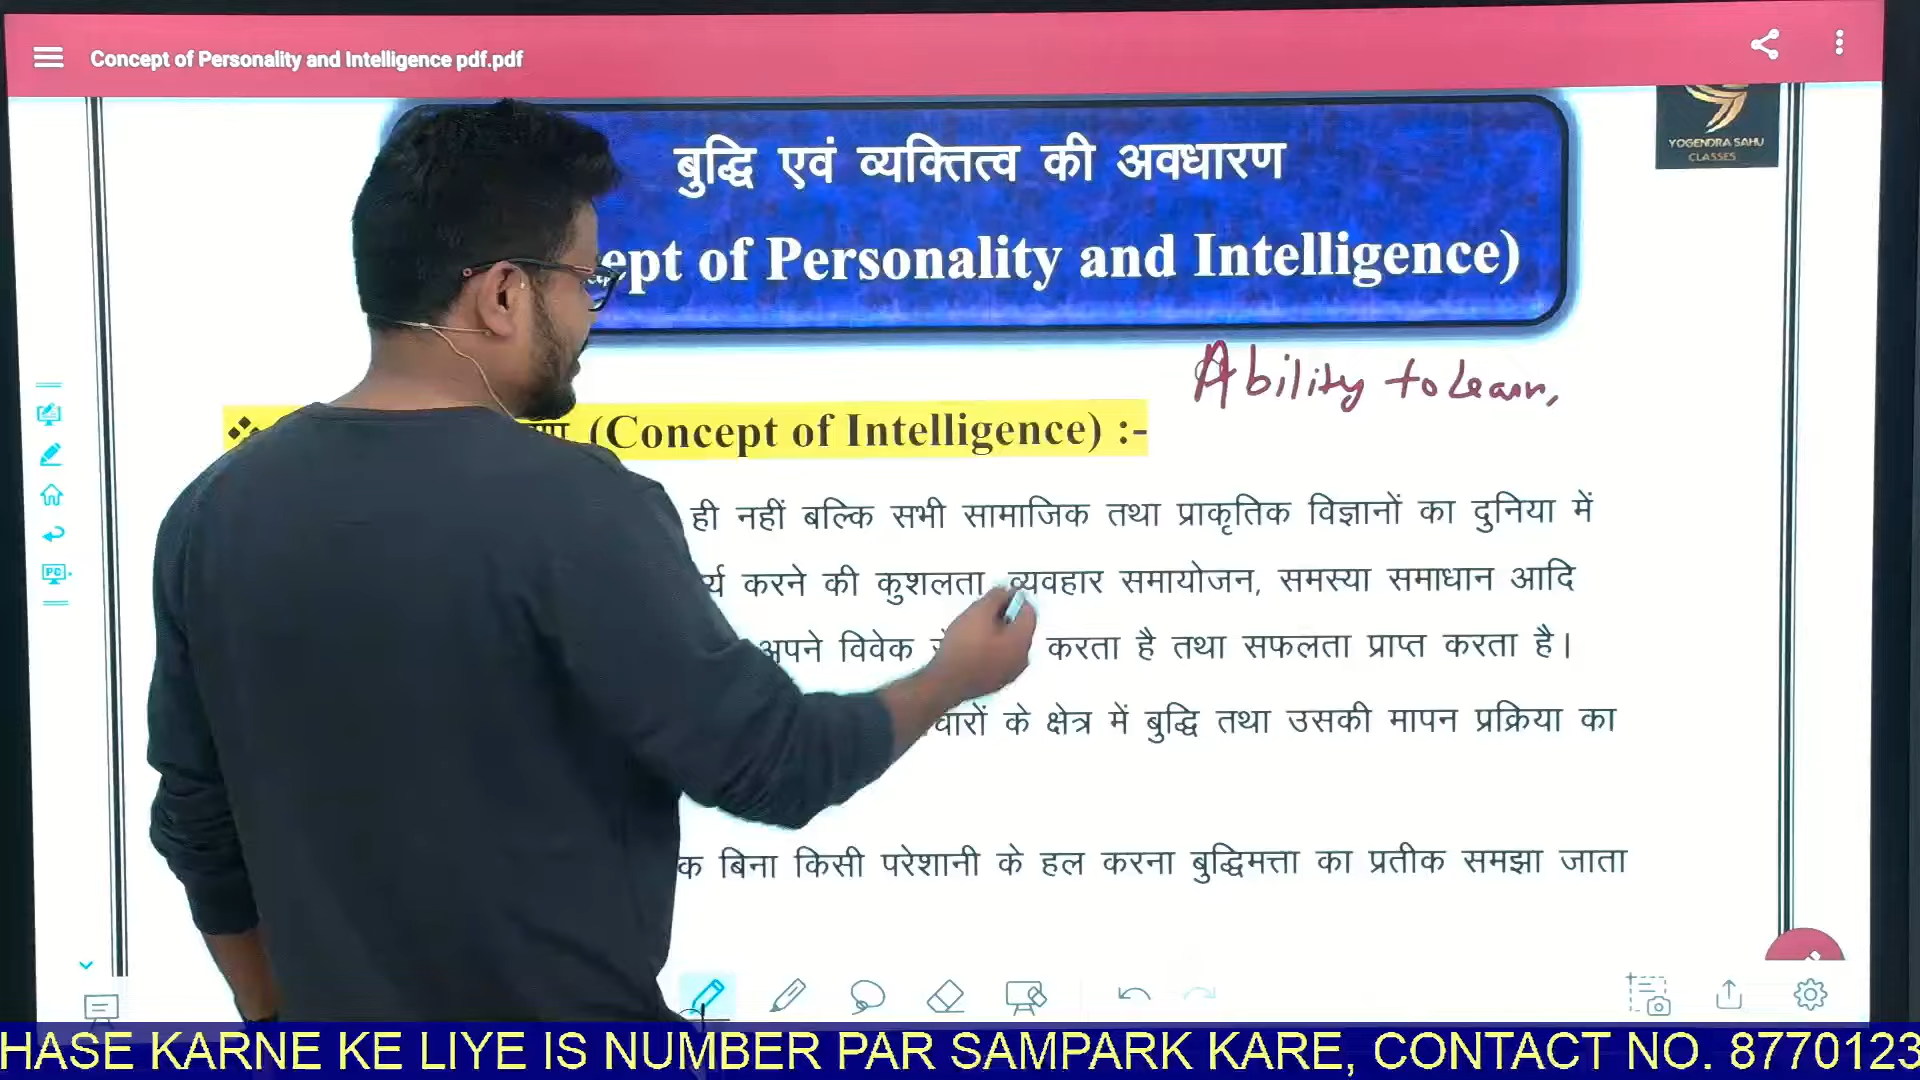 Concept of Personality and Intelligence pdf.pdf
YOGENDRA SAHU
CLASSES
बुद्धि एवं व्यक्तित्व की अवधारण
ept of Personality and Intelligence)
Ability to Learn,
(Concept of Intelligence) :-
ही नहीं बल्कि सभी सामाजिक तथा प्राकृतिक विज्ञानों का दुनिया में
करने की कुशलता व्यवहार समायोजन, समस्या समाधान आदि
अपने विवेक करता है तथा सफलता प्राप्त करता है।
के क्षेत्र में बुद्धि तथा उसकी मापन प्रक्रिया का
क बिना किसी परेशानी के हल करना बुद्धिमत्ता का प्रतीक समझा जाता
HASE KARNE KE LIYE IS NUMBER PAR SAMPARK KARE, CONTACT NO. 8770123